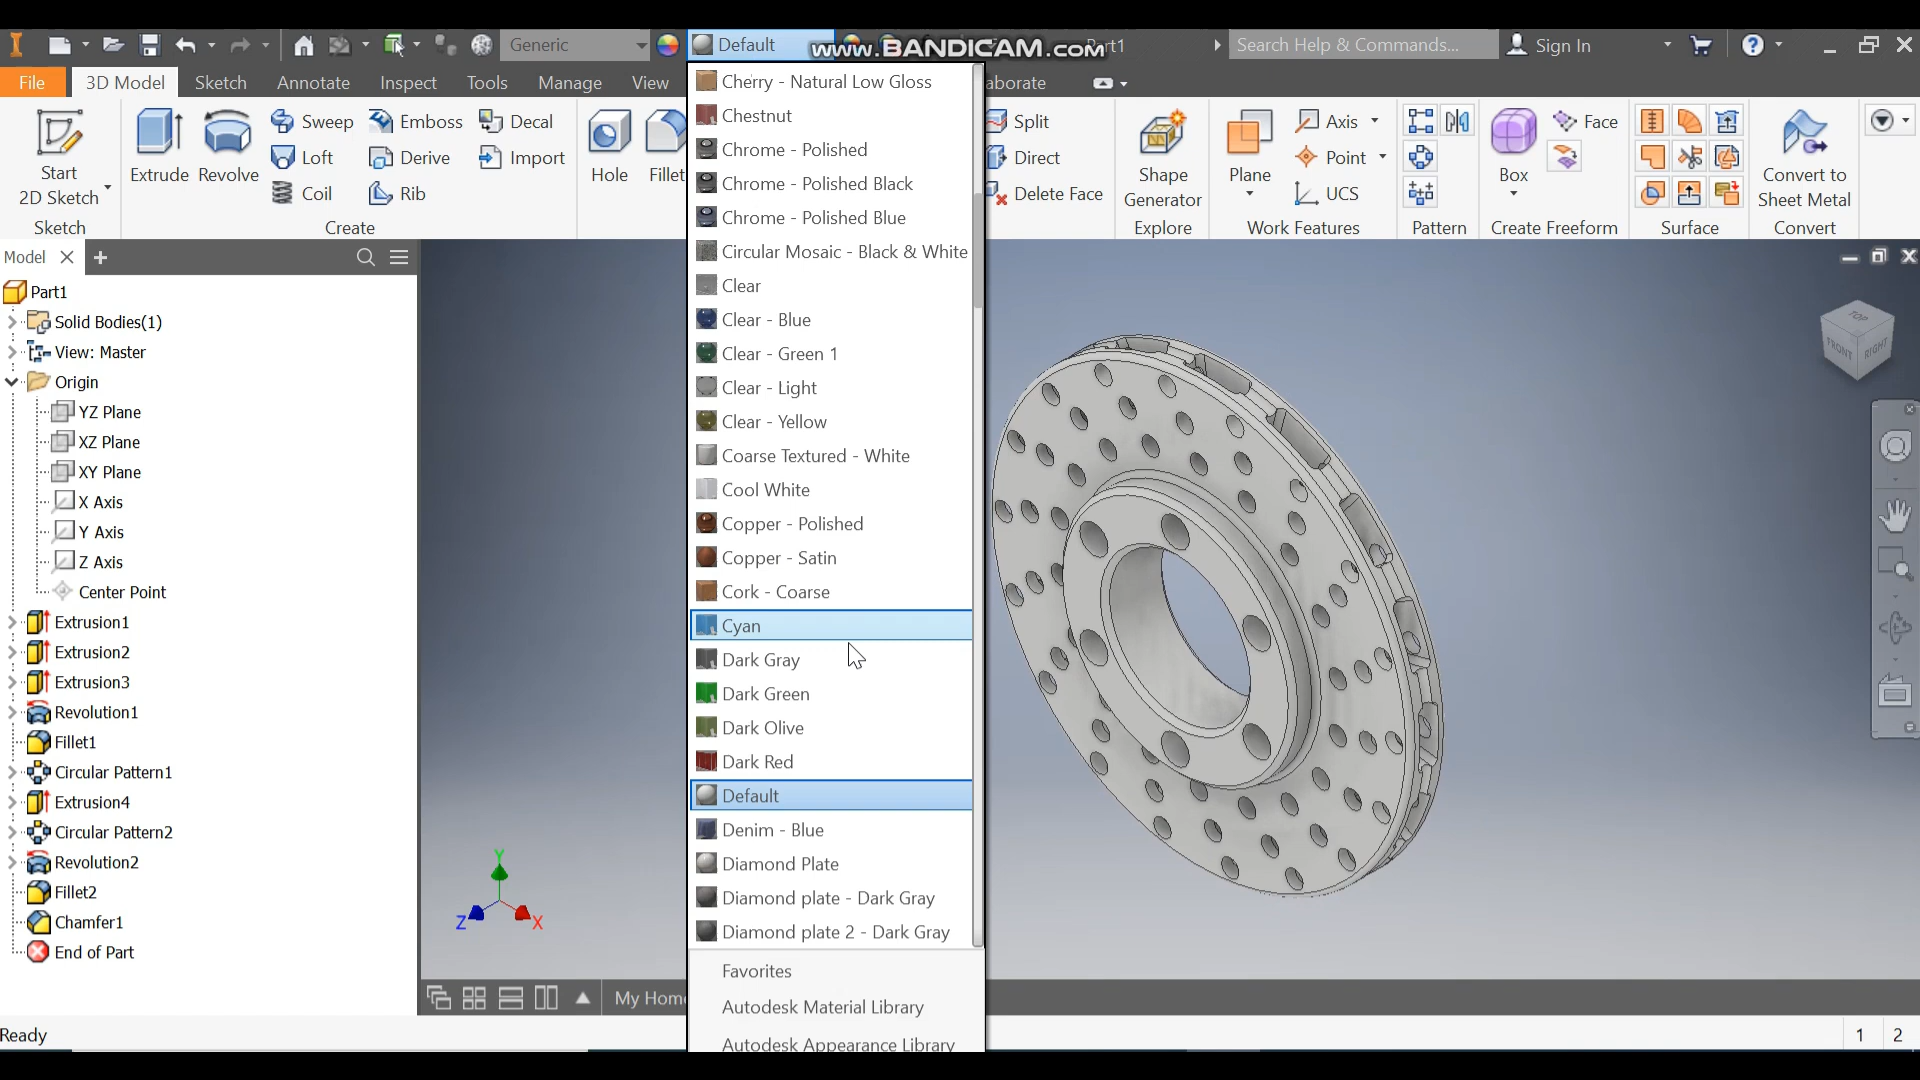 Generic
Default
www.BANDICAM.com
Part1
Search Help & Commands...
Sign In
File
3D Model
Sketch
Annotate
Inspect
Tools
Manage
View
aborate
Start
2D Sketch
Sketch
Extrude
Revolve
Sweep
Loft
Coil
Emboss
Derive
Rib
Decal
Import
Create
Hole
Fillet
Split
Direct
Delete Face
Shape
Generator
Explore
Plane
Axis
Point
UCS
Work Features
Pattern
Box
Face
Create Freeform
Surface
Convert to
Sheet Metal
Convert
Model
Part1
Solid Bodies(1)
View: Master
Origin
YZ Plane
XZ Plane
XY Plane
X Axis
Y Axis
Z Axis
Center Point
Extrusion1
Extrusion2
Extrusion3
Revolution1
Fillet1
Circular Pattern1
Extrusion4
Circular Pattern2
Revolution2
Fillet2
Chamfer1
End of Part
Cherry - Natural Low Gloss
Chestnut
Chrome - Polished
Chrome - Polished Black
Chrome - Polished Blue
Circular Mosaic - Black & White
Clear
Clear - Blue
Clear - Green 1
Clear - Light
Clear - Yellow
Coarse Textured - White
Cool White
Copper - Polished
Copper - Satin
Cork - Coarse
Cyan
Dark Gray
Dark Green
Dark Olive
Dark Red
Default
Denim - Blue
Diamond Plate
Diamond plate - Dark Gray
Diamond plate 2 - Dark Gray
Favorites
Autodesk Material Library
Autodesk Appearance Library
TOP
FRONT
RIGHT
Y
Z
X
My Hom
Ready
1
2